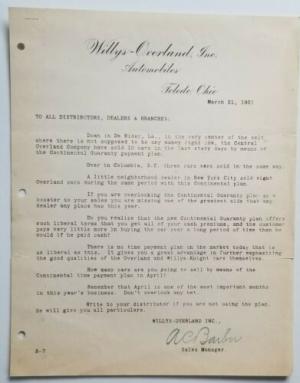 Willys-Overland, Inc.
Automobiles
Toledo, Ohio
March 21, 192
TO ALL DISTRIBUTORS, DEALERS & BRANCHES:
Down in De , La., in the very center of the belt
where there is not supposed to be any money right now, the Central
Overland Company have sold 10 cars in the last days by means of
the Continental Guaranty payment plan.
Over in Columbia, S.C. three cars were sold in the same way.
A little neighborhood dealer in New York City sold eight
Overland cars during the same period with this Continental plan.
If you are overlooking the Continental Guaranty plan as a
booster to your sales you are missing one of the greatest aids that any
dealer may place this year.
Do you realize that the new Continental Guaranty plan offers
such liberal terms that you get all of your cash promises, and the customer
pays very little more in buying the car over a long period of time than he
would if he paid cash?
There is no time payment plan on the market today that is
as liberal as this. It gives you a great advantage in further emphasizing
the good qualities of the Overland and Willys-Knight cars themselves.
How many cars are you going to sell by means of the
Continental time payment plan in April?
Remember that April is one of the most important months
in this year's business. Don't overlook any bet.
Write to your distributor if you are not using the plan.
He will give you all particulars.
WILLYS-OVERLAND INC.,
A C Barber
Sales Manager